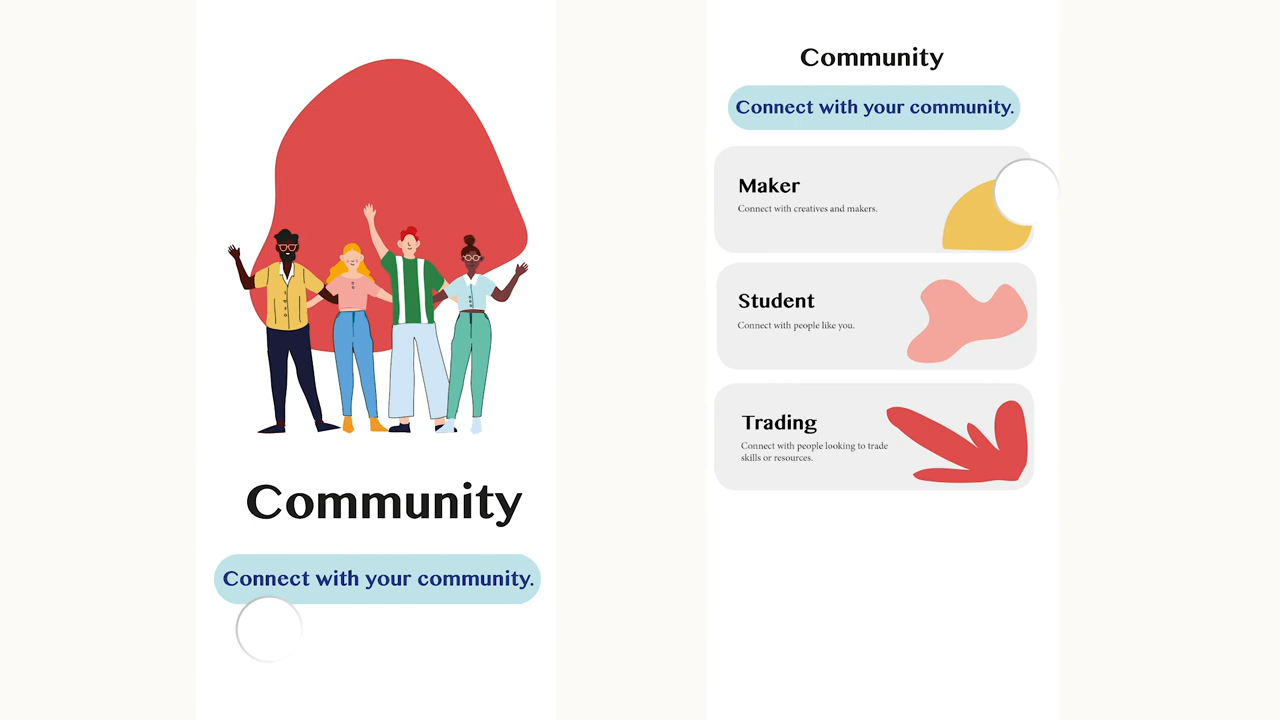 Community
Connect with your community.
Community
Connect with your community.
Maker
Connect with creatives and makers.
Student
Connect with people like you.
Trading
Connect with people looking to trade
skills or resources.